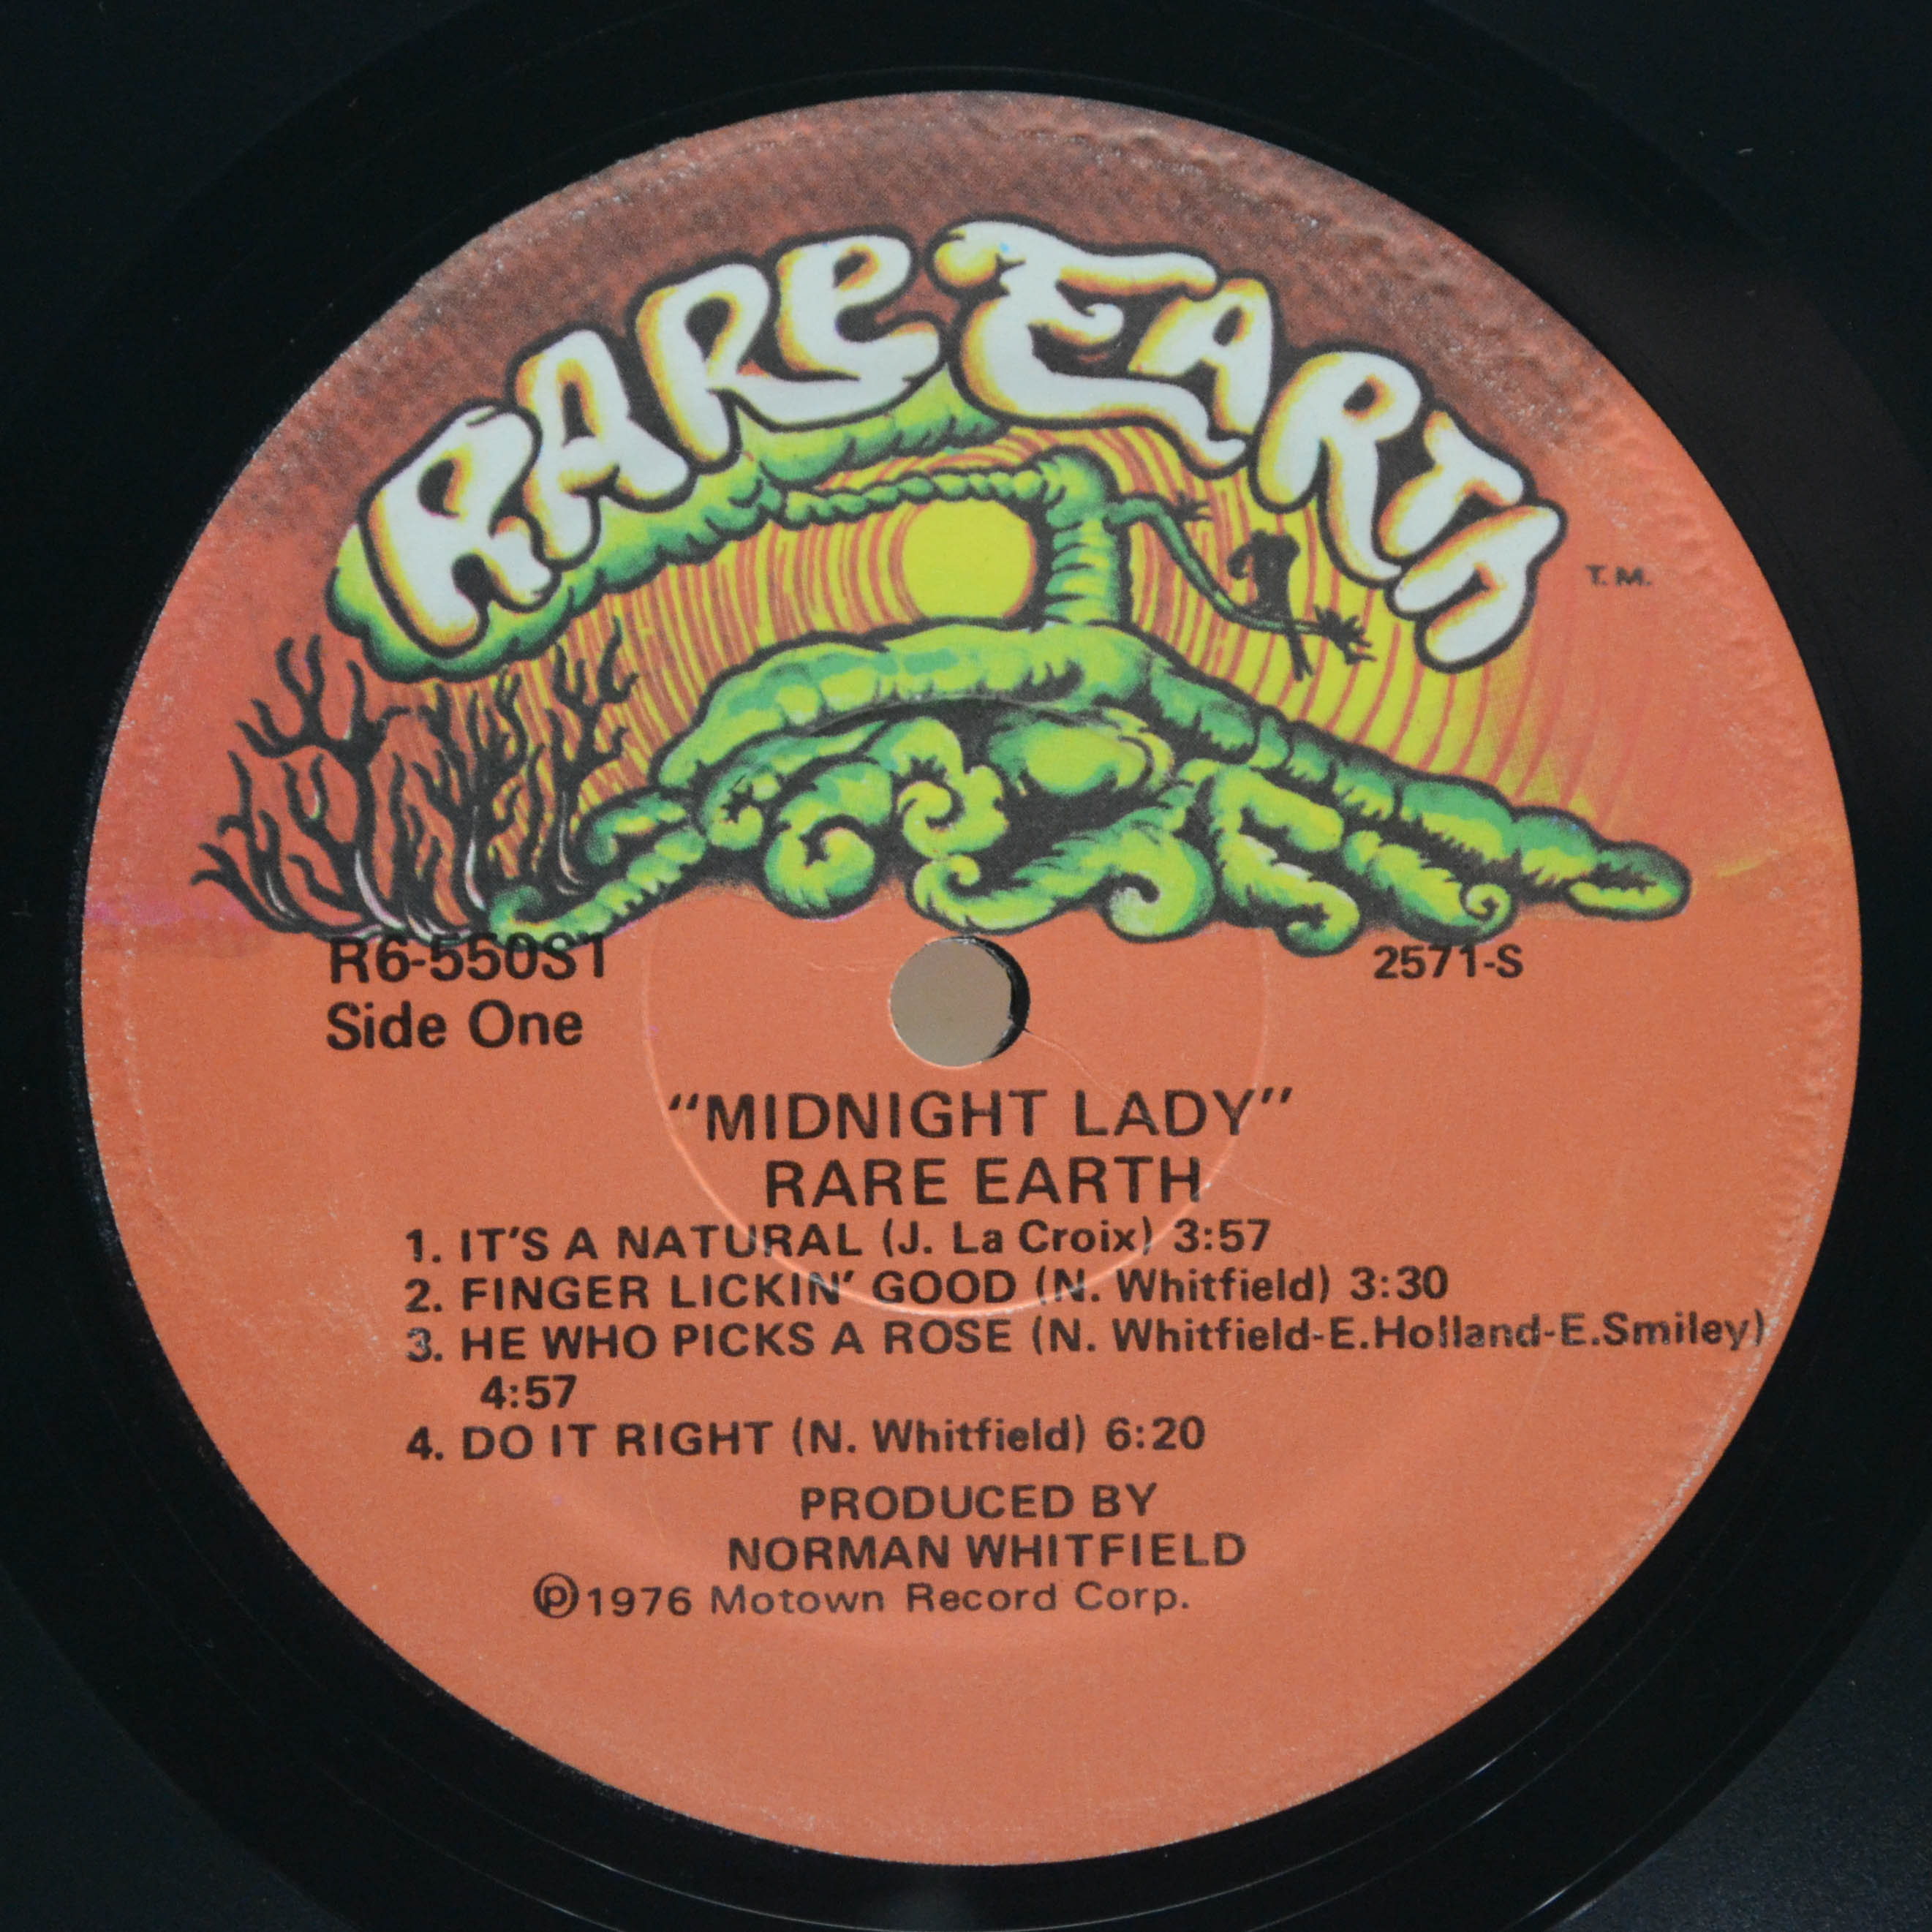 RARE EARTH
T.M.
R6-550S1
2571-S
Side One
“MIDNIGHT LADY”
RARE EARTH
1. IT'S A NATURAL (J. La Croix) 3:57
2. FINGER LICKIN' GOOD (N. Whitfield) 3:30
3. HE WHO PICKS A ROSE (N. Whitfield-E.Holland-E.Smiley)
4:57
4. DO IT RIGHT (N. Whitfield) 6:20
PRODUCED BY
NORMAN WHITFIELD
℗1976 Motown Record Corp.